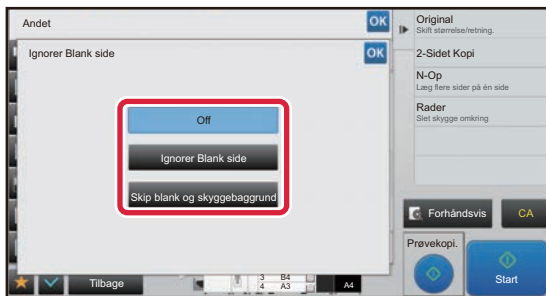 Andet
OK
Ignorer Blank side
OK
Off
Ignorer Blank side
Skip blank og skyggebaggrund
Original
Skift størrelse/retning.
2-Sidet Kopi
N-Op
Læg flere sider på én side
Rader
Slet skygge omkring
Forhåndsvis
CA
Prøvekopi.
Start
Tilbage
3 B4
4 A3
A4